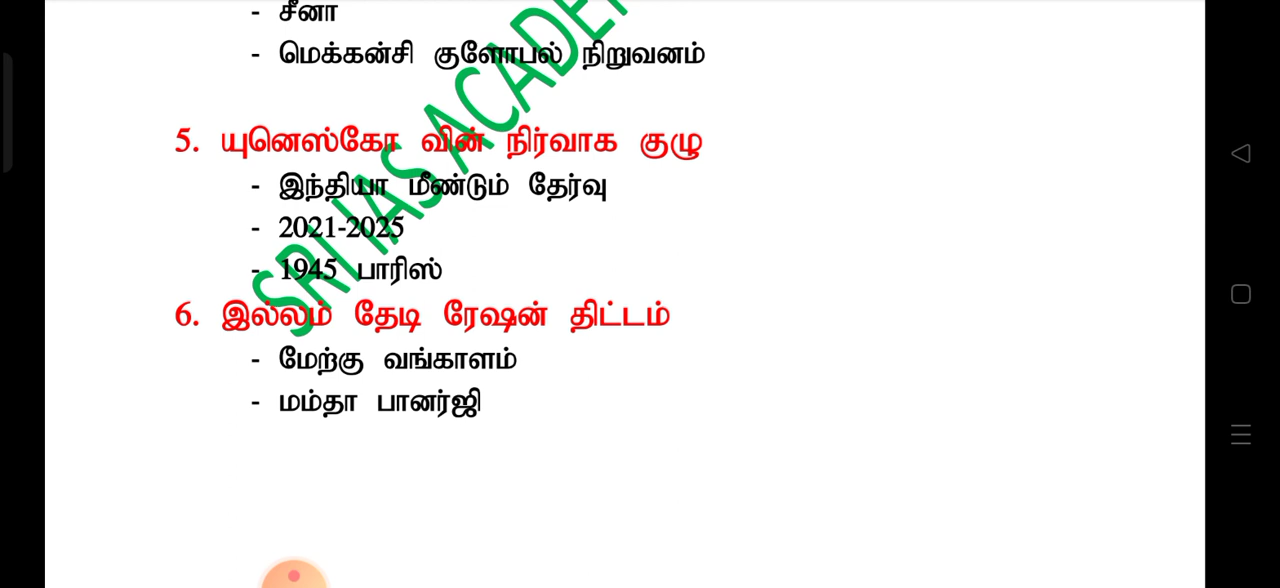 - சீனா
- மெக்கன்சி குளோபல் நிறுவனம்
5. யுனெஸ்கோ வின் நிர்வாக குழு
- இந்தியா மீண்டும் தேர்வு
- 2021-2025
- 1945 பாரிஸ்
6. இல்லம் தேடி ரேஷன் திட்டம்
- மேற்கு வங்காளம்
- மம்தா பானர்ஜி
SRI IAS ACADE